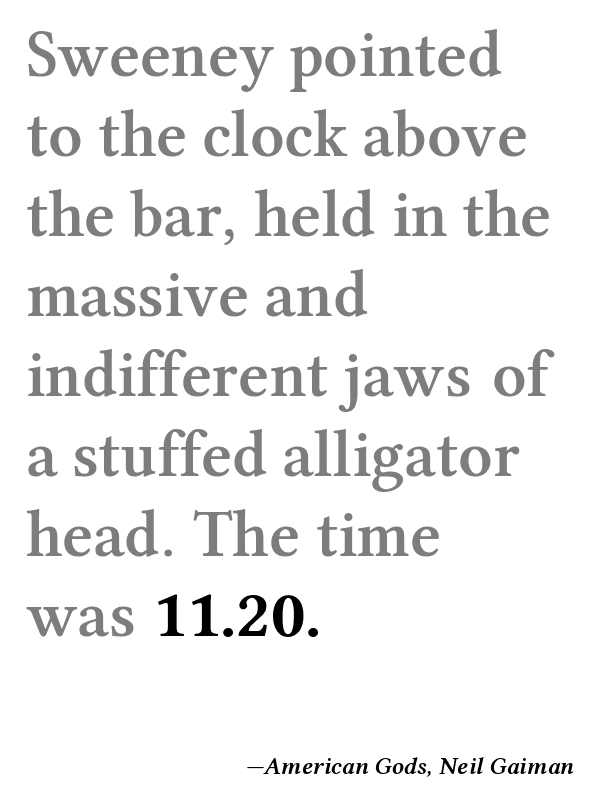 Sweeney pointed
to the clock above
the bar, held in the
massive and
indifferent jaws of
a stuffed alligator
head. The time
was 11.20.
—American Gods, Neil Gaiman